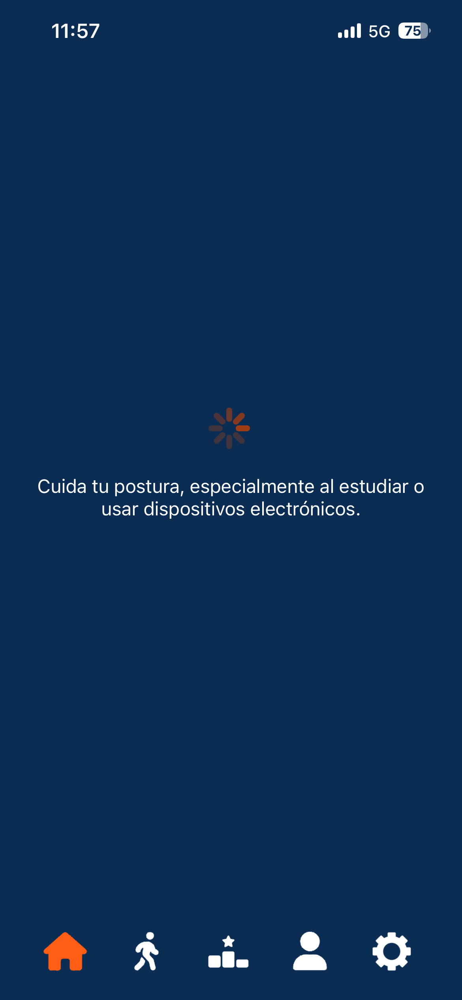 11:57
5G
75
Cuida tu postura, especialmente al estudiar o
usar dispositivos electrónicos.